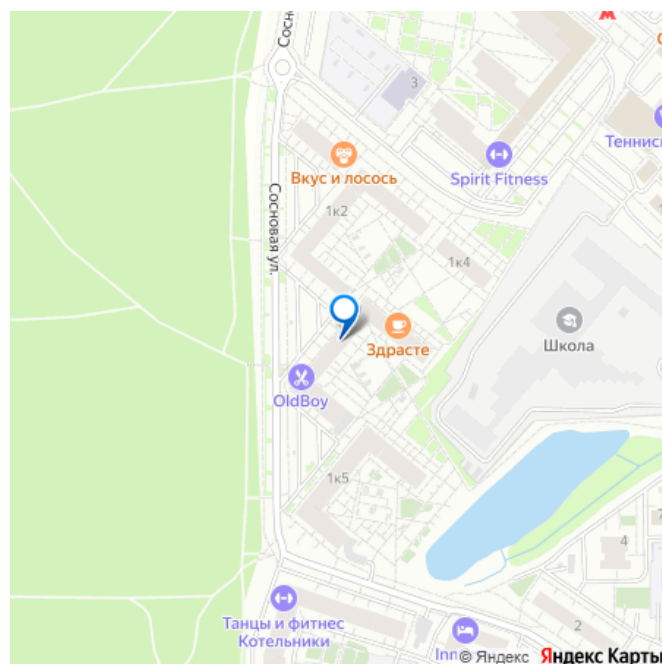 Сосн
М
3
Теннис
Вкус и лосось
Spirit Fitness
Сосновая ул.
1к2
1к4
Здрасте
Школа
OldBoy
1к5
4
2
Танцы и фитнес
Котельники
Inn
© Яндекс Яндекс Карты